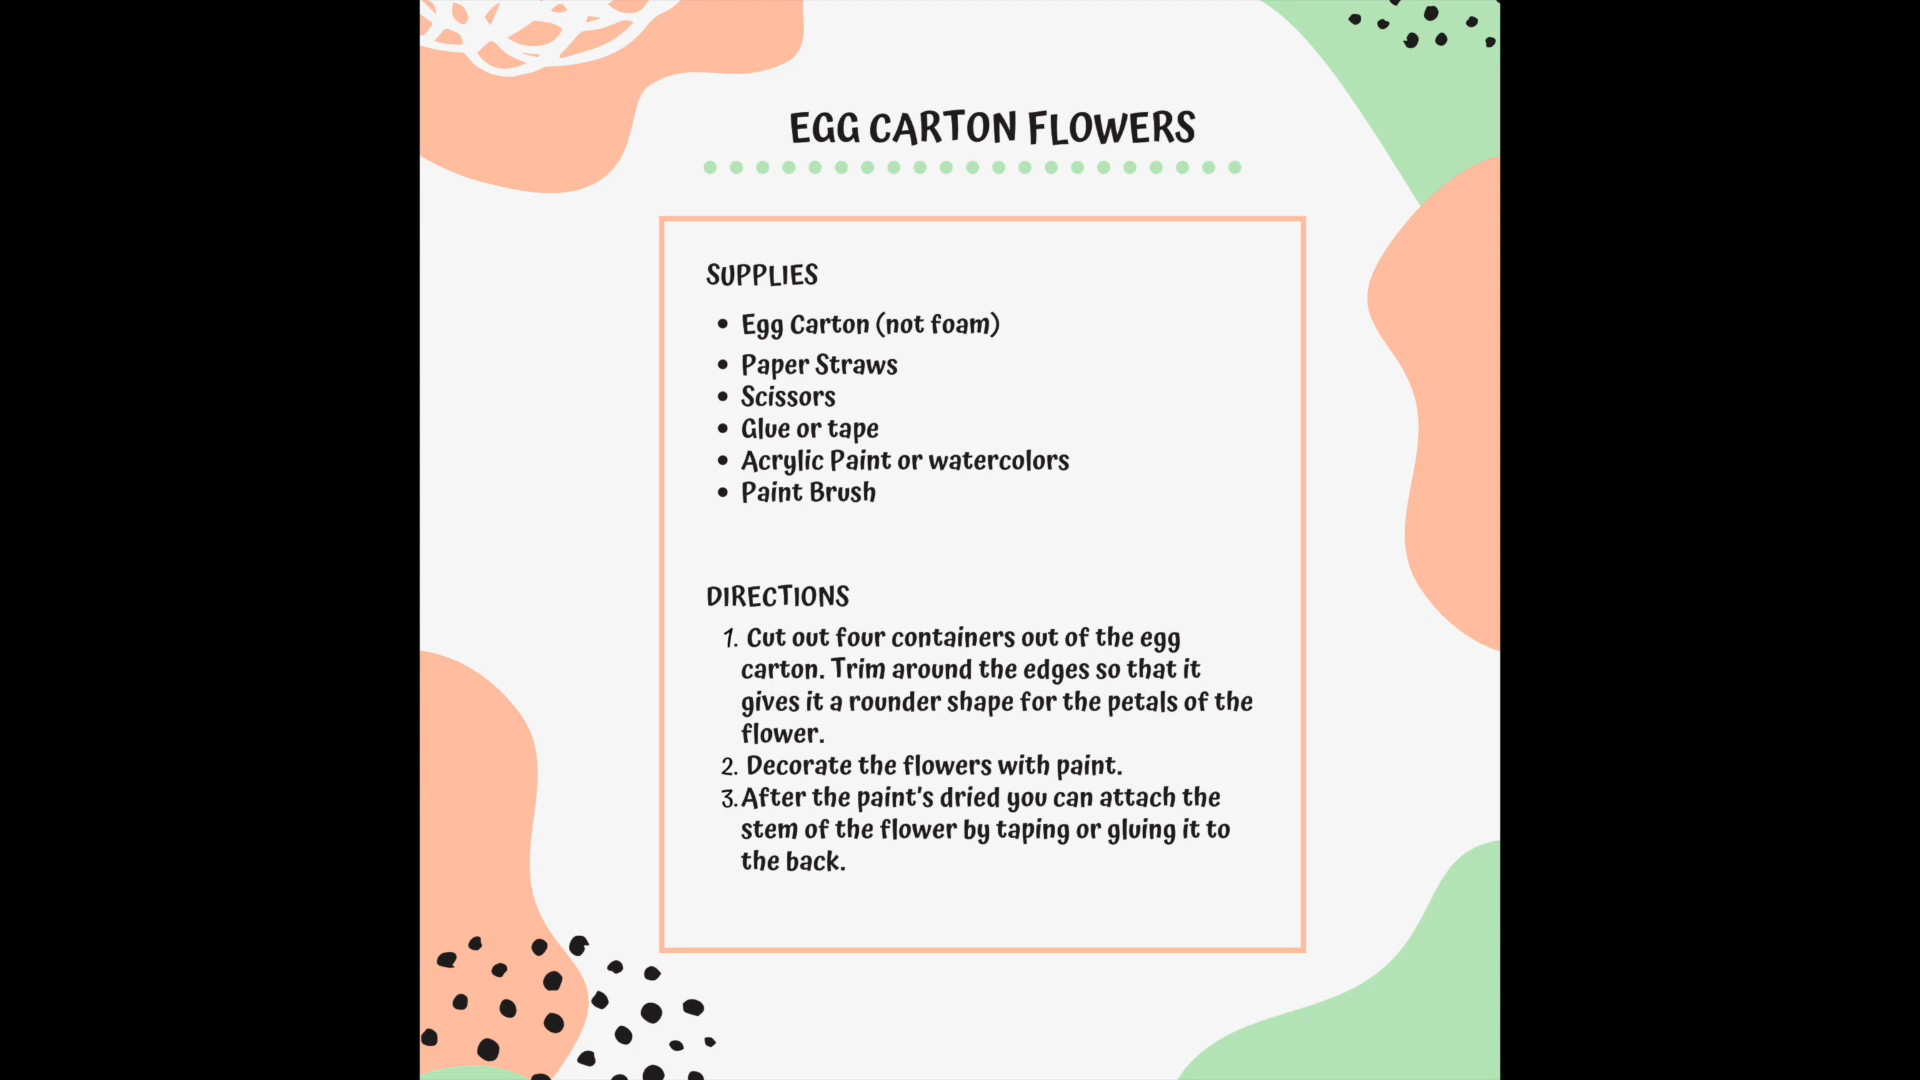 EGG CARTON FLOWERS
SUPPLIES
• Egg Carton (not foam)
• Paper Straws
• Scissors
• Glue or tape
• Acrylic Paint or watercolors
• Paint Brush
DIRECTIONS
1. Cut out four containers out of the egg
carton. Trim around the edges so that it
gives it a rounder shape for the petals of the
flower.
2. Decorate the flowers with paint.
3. After the paint's dried you can attach the
stem of the flower by taping or gluing it to
the back.